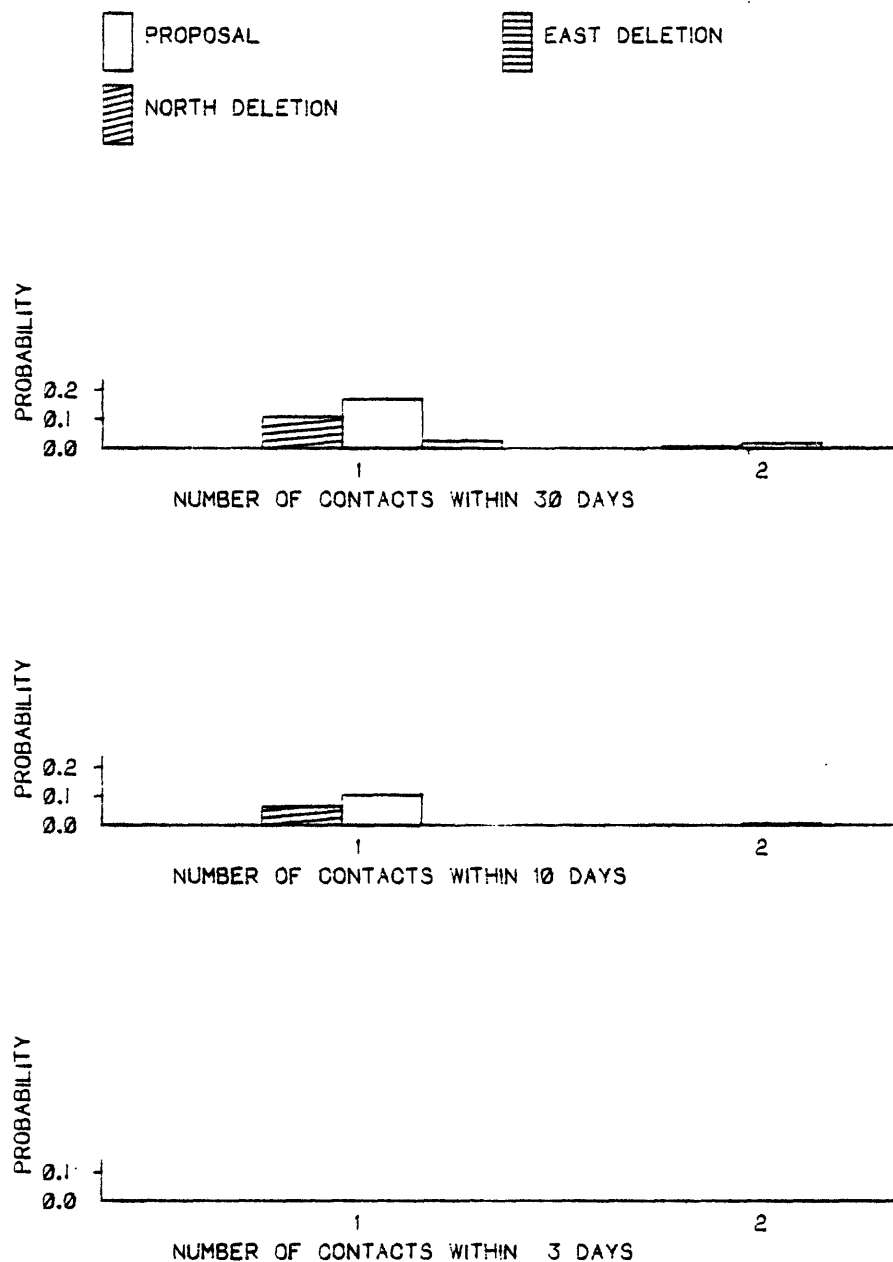 PROPOSAL
EAST DELETION
NORTH DELETION
PROBABILITY
0.2
0.1
0.0
1 2
NUMBER OF CONTACTS WITHIN 30 DAYS
PROBABILITY
0.2
0.1
0.0
1 2
NUMBER OF CONTACTS WITHIN 10 DAYS
PROBABILITY
0.1
0.0
1 2
NUMBER OF CONTACTS WITHIN 3 DAYS